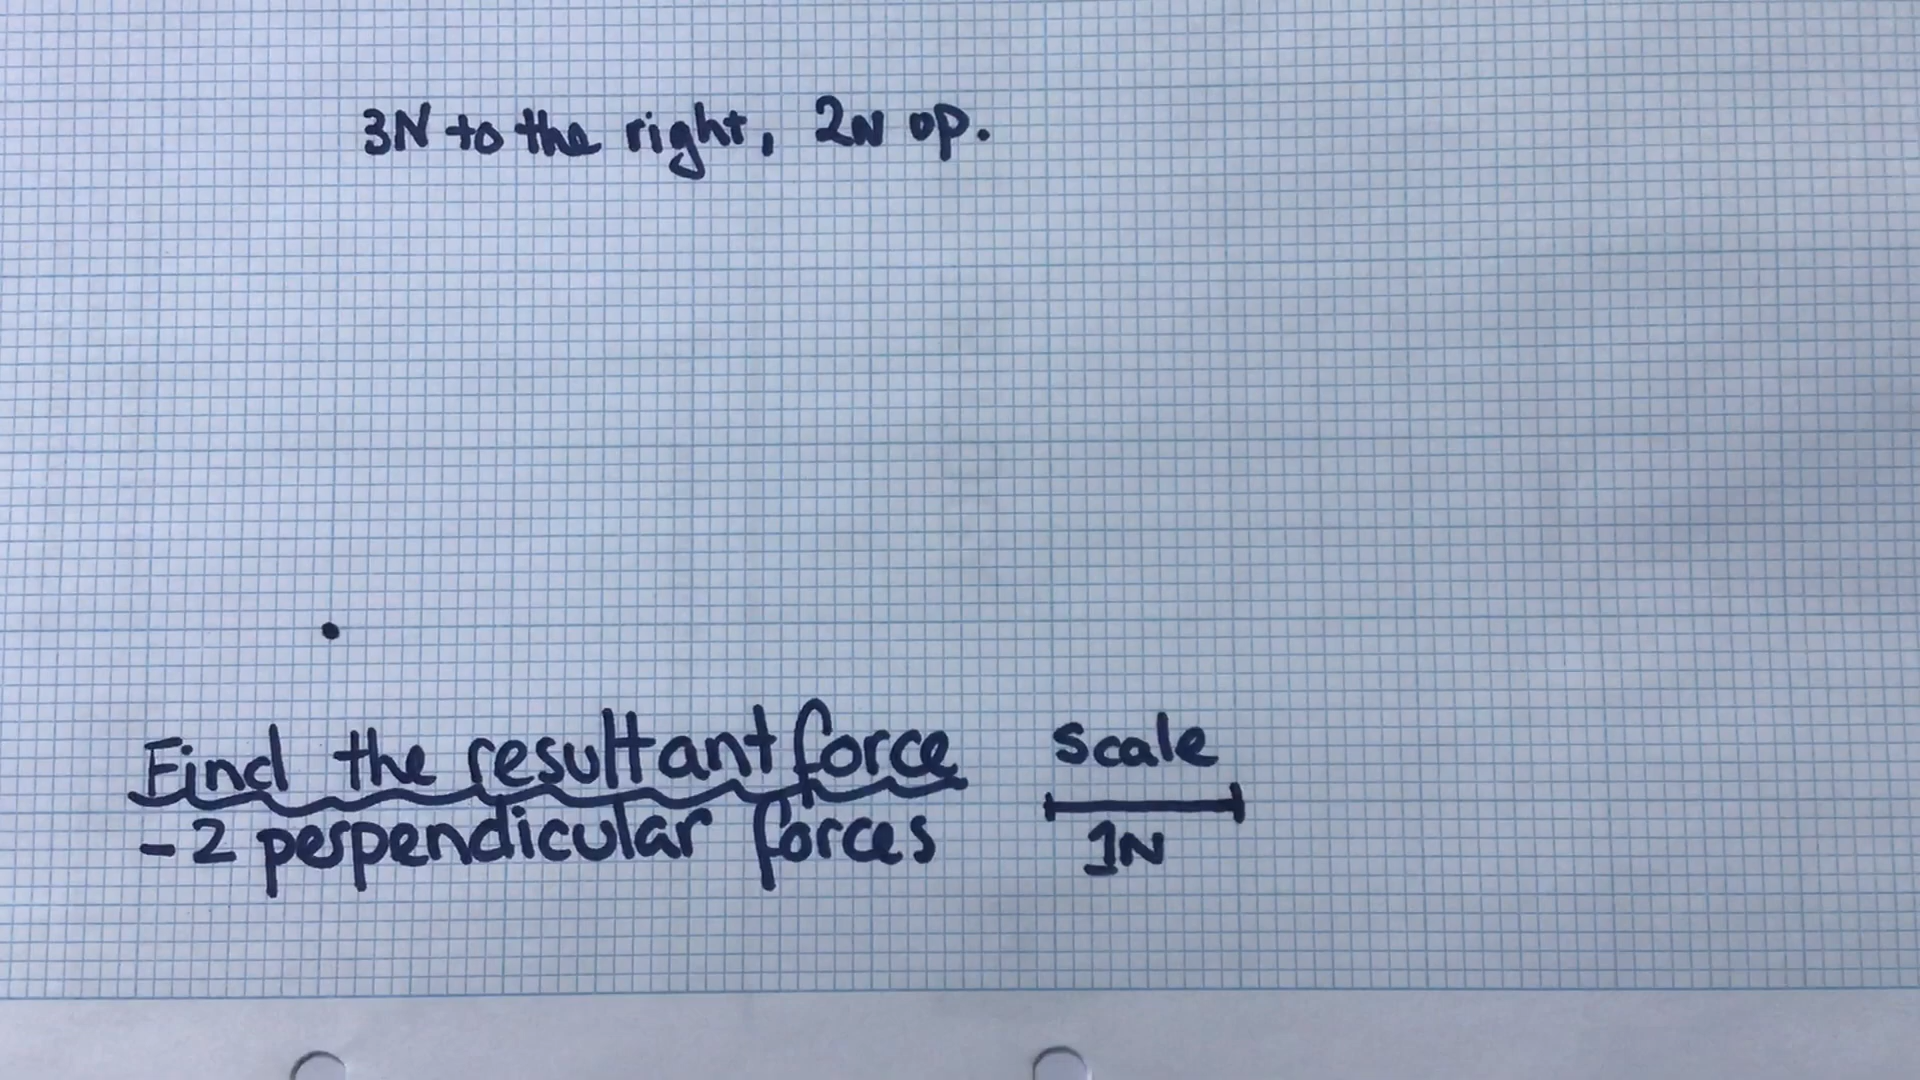 3N to the right, 2N up.
Find the resultant force
- 2 perpendicular forces
scale
1N